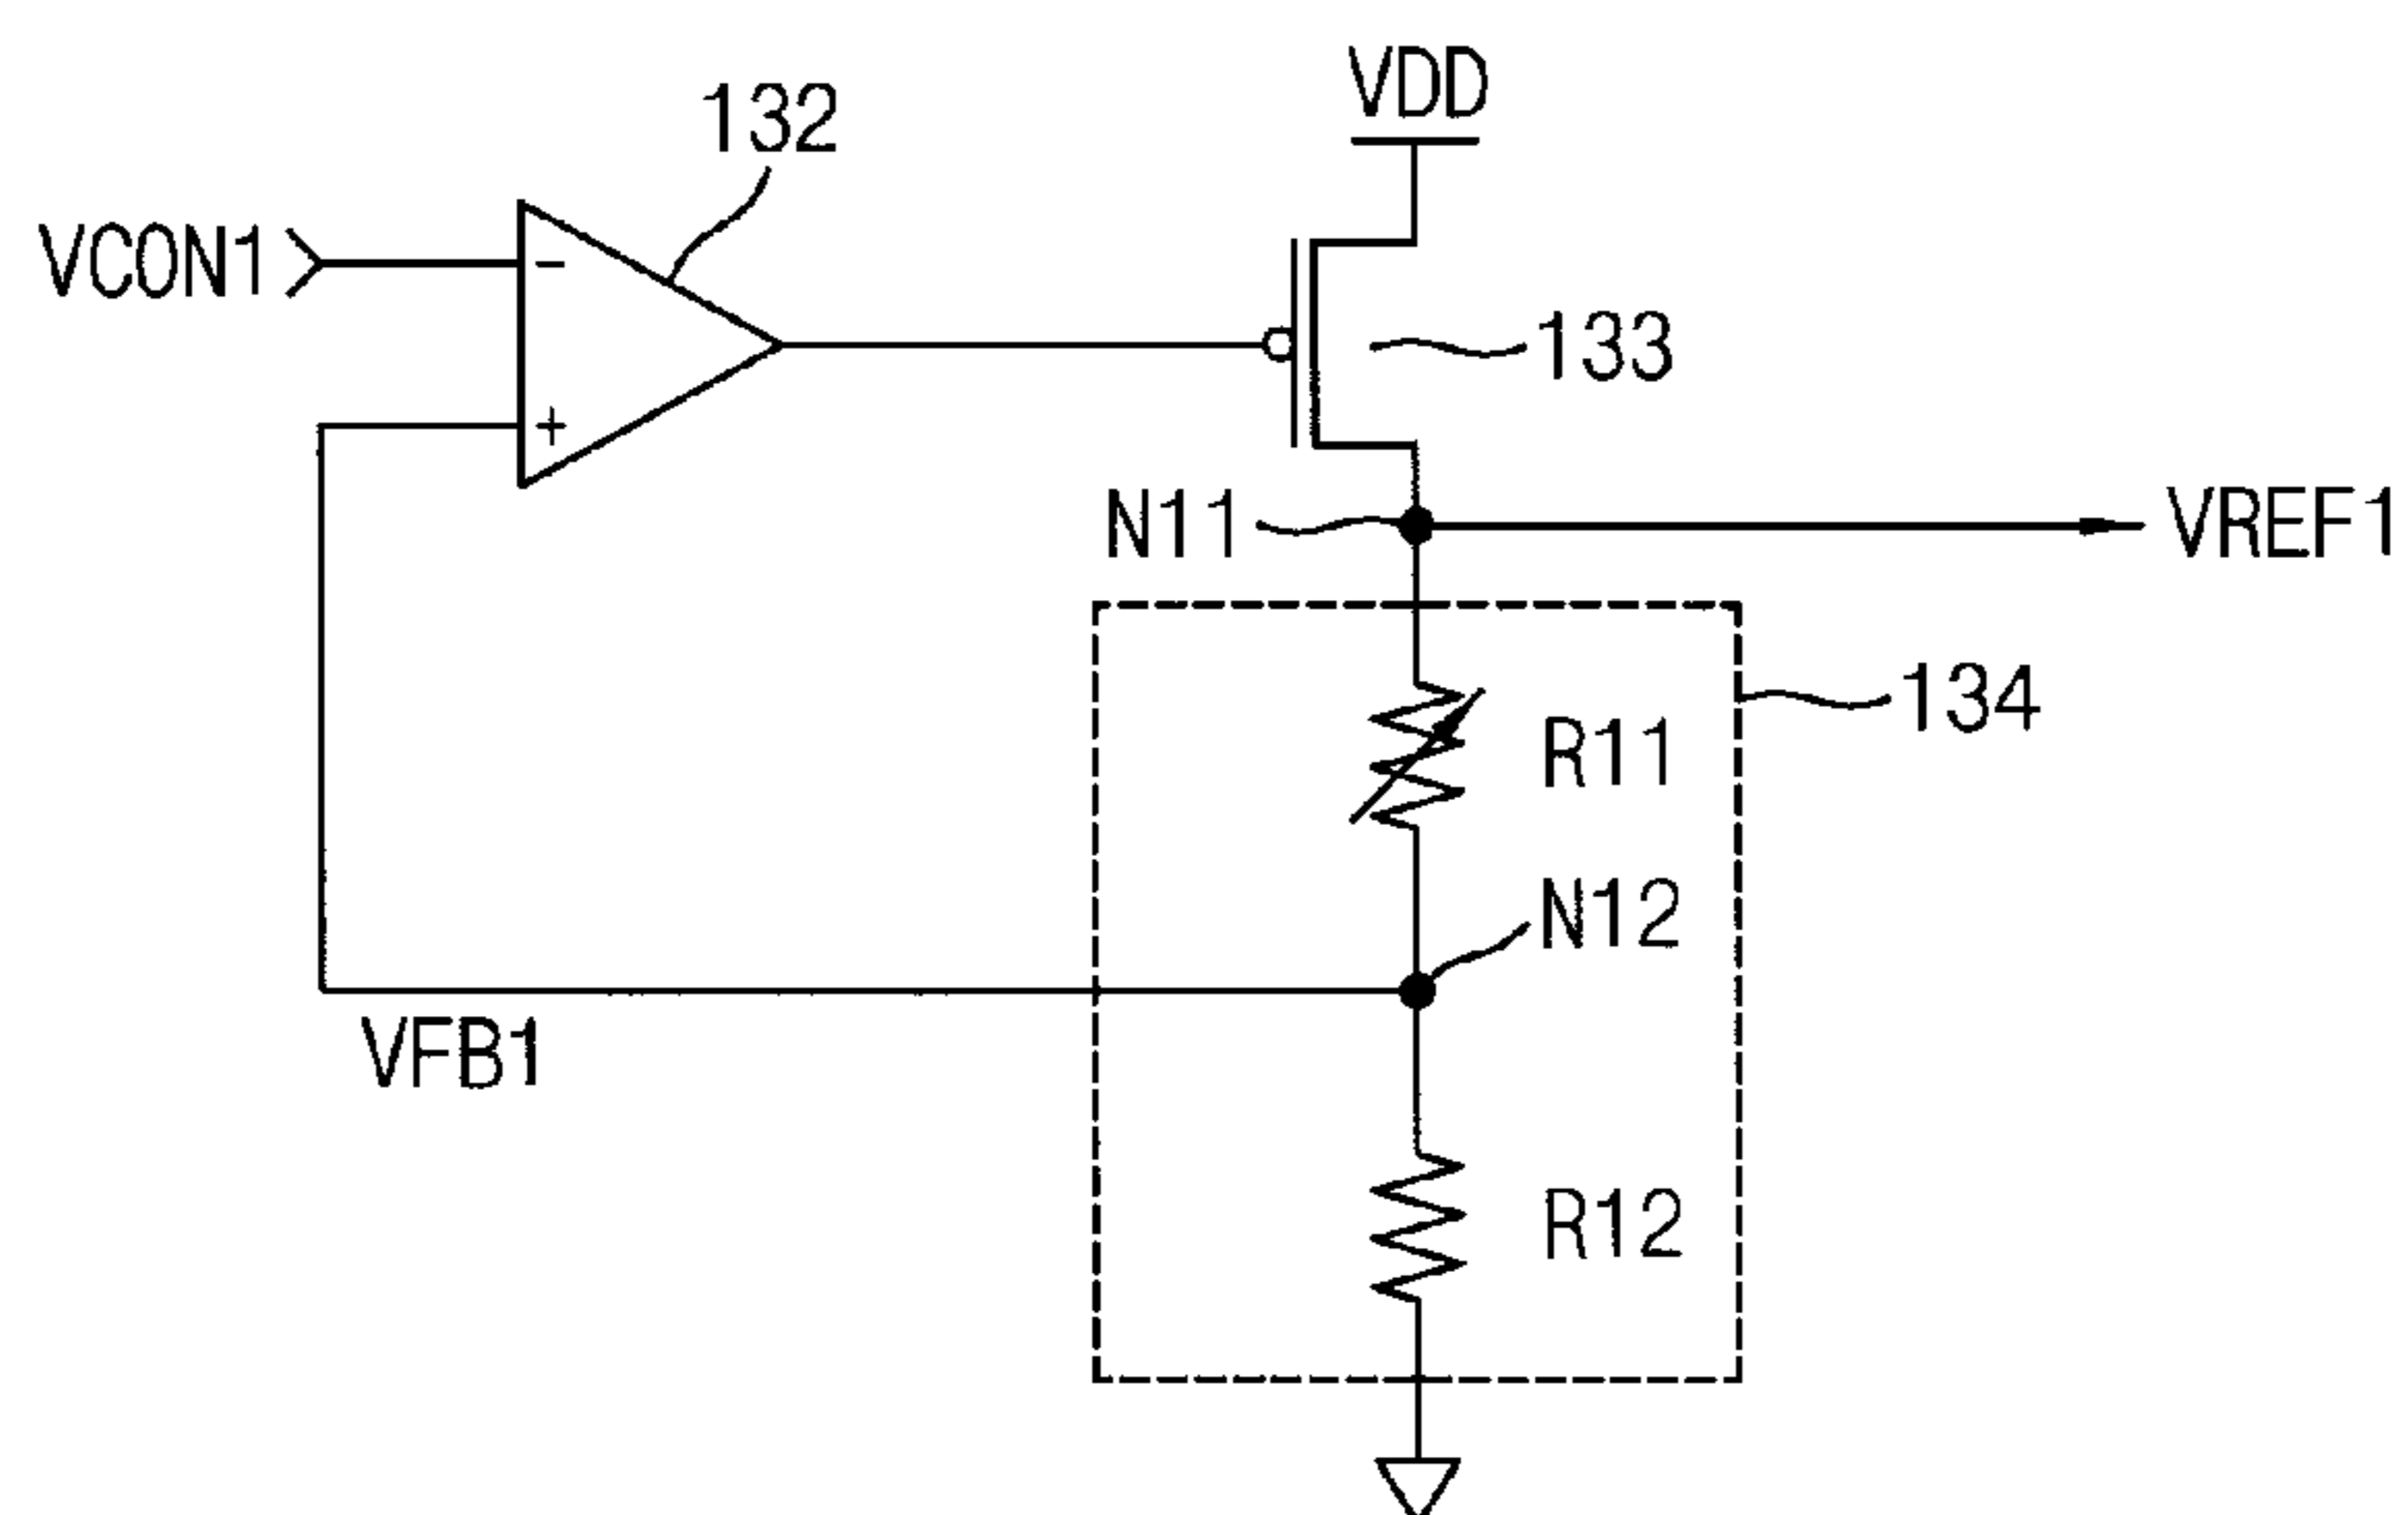 VDD
132
VCON1
-
133
+
N11
VREF1
134
R11
N12
VFB1
R12